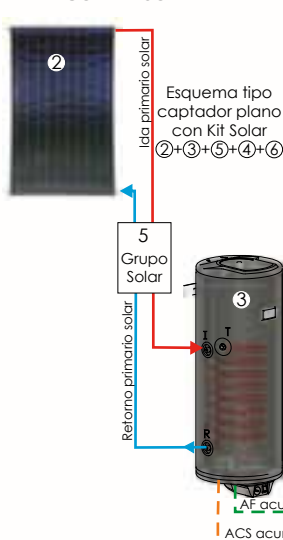 ②
Ida primario solar
Esquema tipo
captador plano
con Kit Solar
②+③+⑤+④+⑥
5
Grupo
Solar
Retorno primario solar
③
I
T
R
AF acu
ACS acu